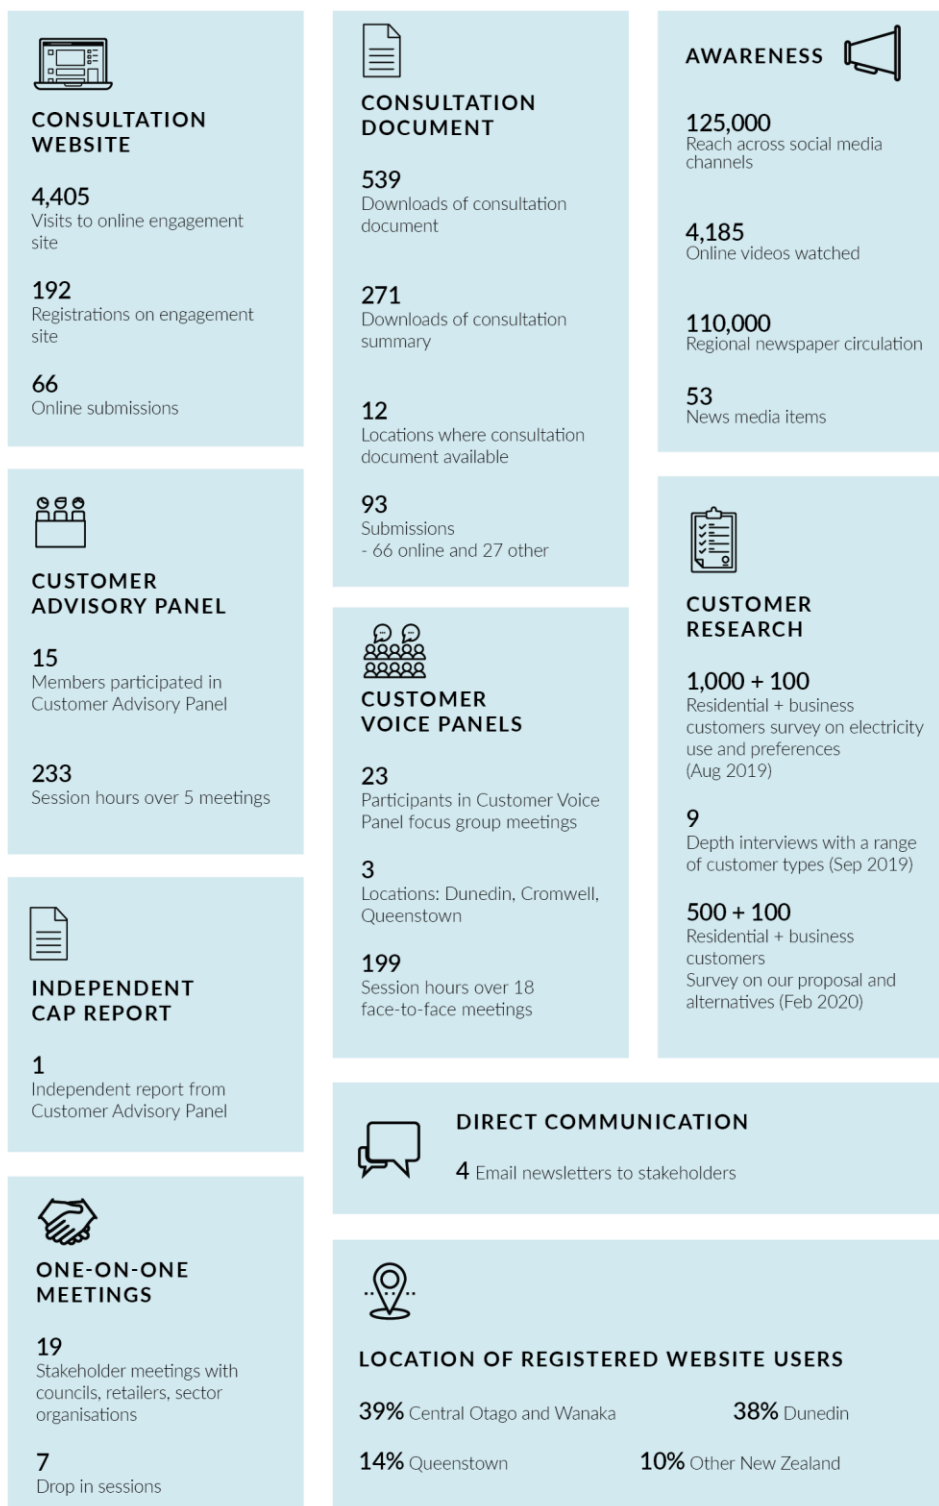 CONSULTATION
WEBSITE
4,405
Visits to online engagement
site
192
Registrations on engagement
site
66
Online submissions
CUSTOMER
ADVISORY PANEL
15
Members participated in
Customer Advisory Panel
233
Session hours over 5 meetings
INDEPENDENT
CAP REPORT
1
Independent report from
Customer Advisory Panel
ONE-ON-ONE
MEETINGS
19
Stakeholder meetings with
councils, retailers, sector
organisations
7
Drop in sessions
CONSULTATION
DOCUMENT
539
Downloads of consultation
document
271
Downloads of consultation
summary
12
Locations where consultation
document available
93
Submissions
- 66 online and 27 other
CUSTOMER
VOICE PANELS
23
Participants in Customer Voice
Panel focus group meetings
3
Locations: Dunedin, Cromwell,
Queenstown
199
Session hours over 18
face-to-face meetings
AWARENESS
125,000
Reach across social media
channels
4,185
Online videos watched
110,000
Regional newspaper circulation
53
News media items
CUSTOMER
RESEARCH
1,000 + 100
Residential + business
customers survey on electricity
use and preferences
(Aug 2019)
9
Depth interviews with a range
of customer types (Sep 2019)
500 + 100
Residential + business
customers
Survey on our proposal and
alternatives (Feb 2020)
DIRECT COMMUNICATION
4 Email newsletters to stakeholders
LOCATION OF REGISTERED WEBSITE USERS
39% Central Otago and Wanaka
38% Dunedin
14% Queenstown
10% Other New Zealand